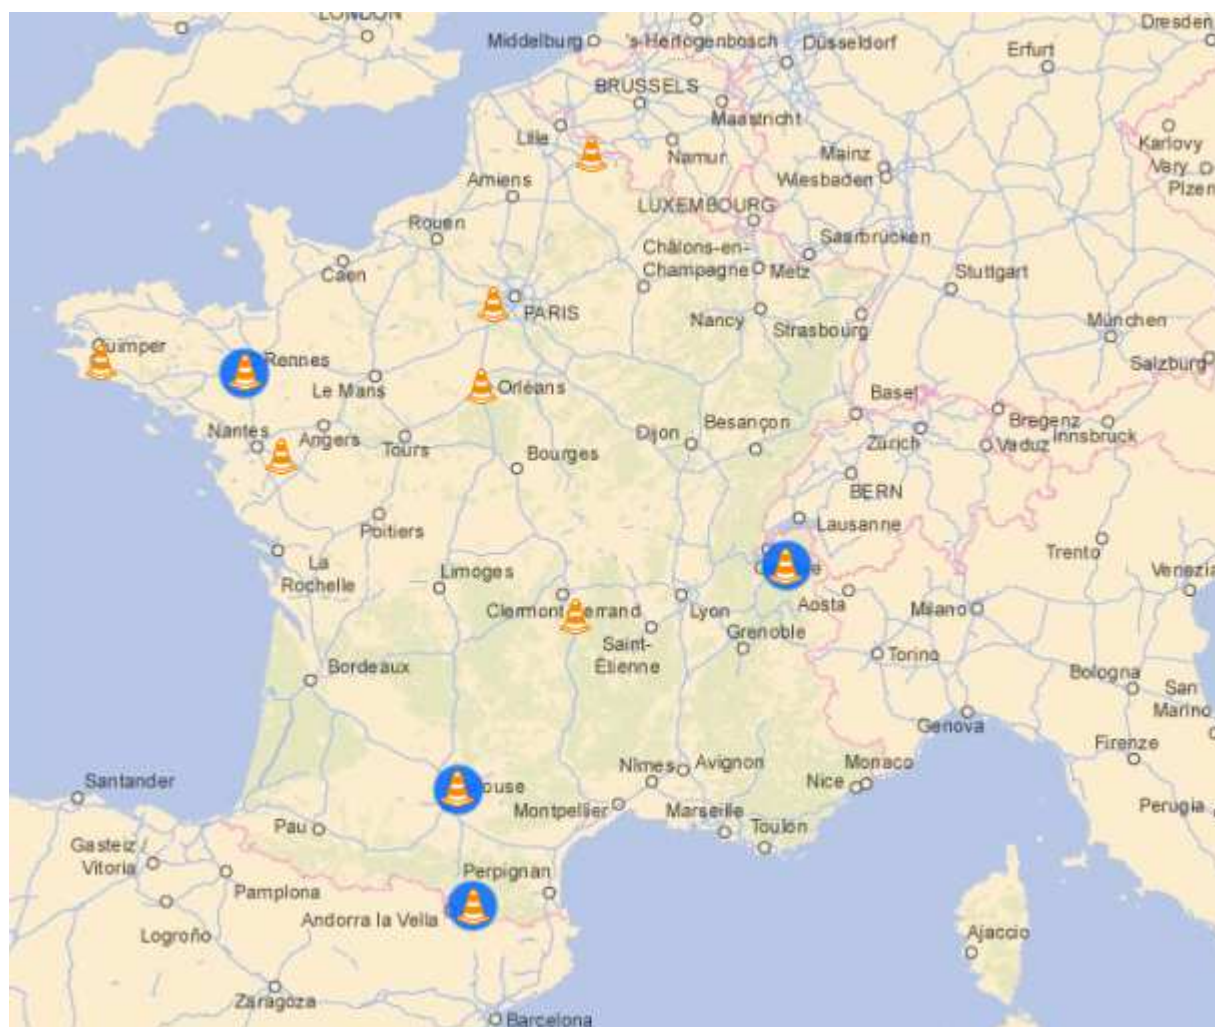 LONDON
Dresden
Middelburg
's-Hertogenbosch
Düsseldorf
Erfurt
BRUSSELS
Maastricht
Lille
Namur
Karlovy
Vary
Plzen
Mainz
Wiesbaden
Amiens
LUXEMBOURG
Rouen
Saarbrücken
Châlons-en-
Champagne
Metz
Caen
Stuttgart
PARIS
Nancy
Strasbourg
München
Quimper
Rennes
Salzburg
Le Mans
Orléans
Basel
Nantes
Angers
Tours
Dijon
Besançon
Zürich
Bregenz
Vaduz
Innsbruck
Bourges
BERN
Poitiers
Lausanne
La
Rochelle
Limoges
Trento
Venezia
Clermont
errand
Lyon
Aosta
Milano
Saint-
Étienne
Grenoble
Torino
Bordeaux
Bologna
San
Marino
Genova
Firenze
Santander
ouse
Nîmes
Avignon
Monaco
Nice
Montpellier
Marseille
Perugia
Pau
Toulon
Gasteiz /
Vitoria
Perpignan
Pamplona
Andorra la Vella
Logroño
Ajaccio
Zaragoza
Barcelona